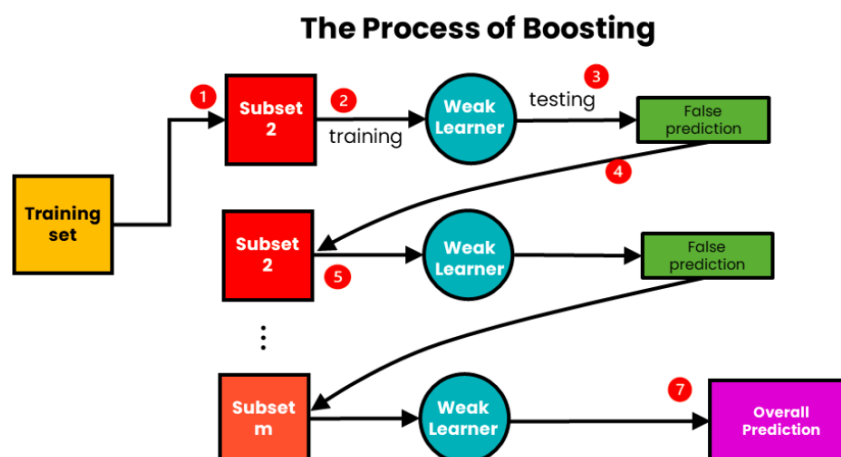 The Process of Boosting
1
Subset
2
2
training
Weak
Learner
3
testing
False
prediction
4
Training
set
Subset
2
5
Weak
Learner
False
prediction
Subset
m
Weak
Learner
7
Overall
Prediction